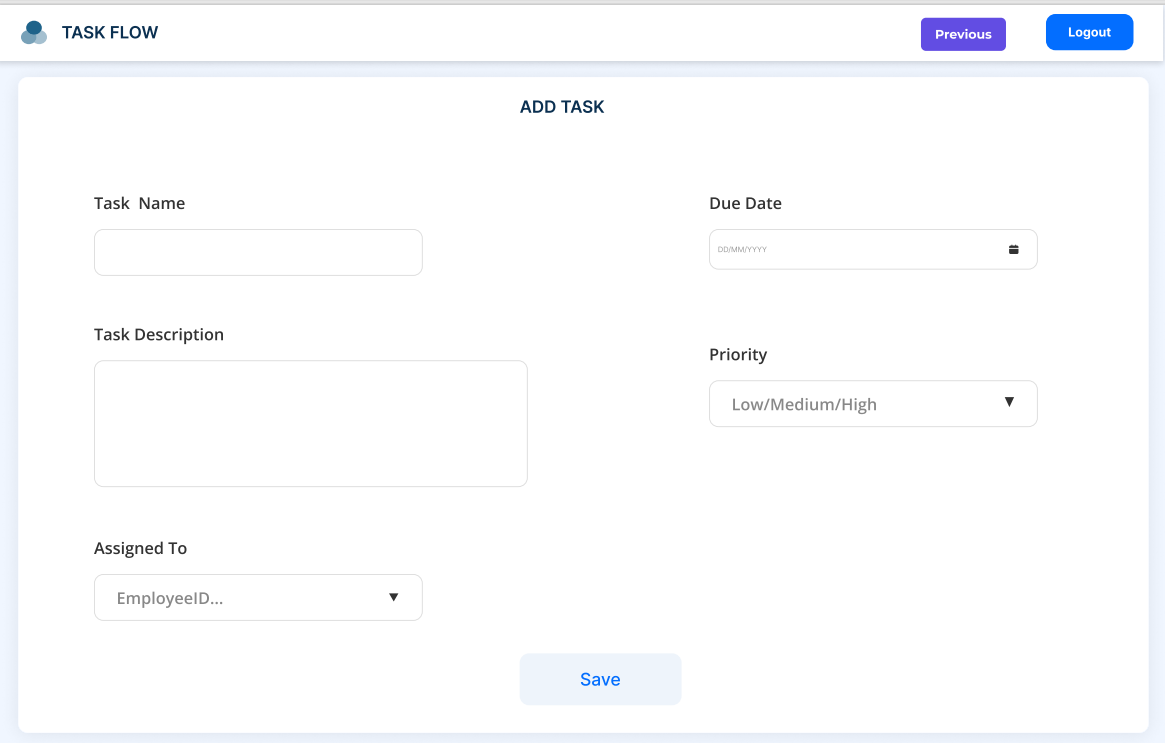 TASK FLOW
Previous
Logout
ADD TASK
Task  Name
Due Date
DD/MM/YYYY
Task Description
Priority
Low/Medium/High
Assigned To
EmployeeID...
Save